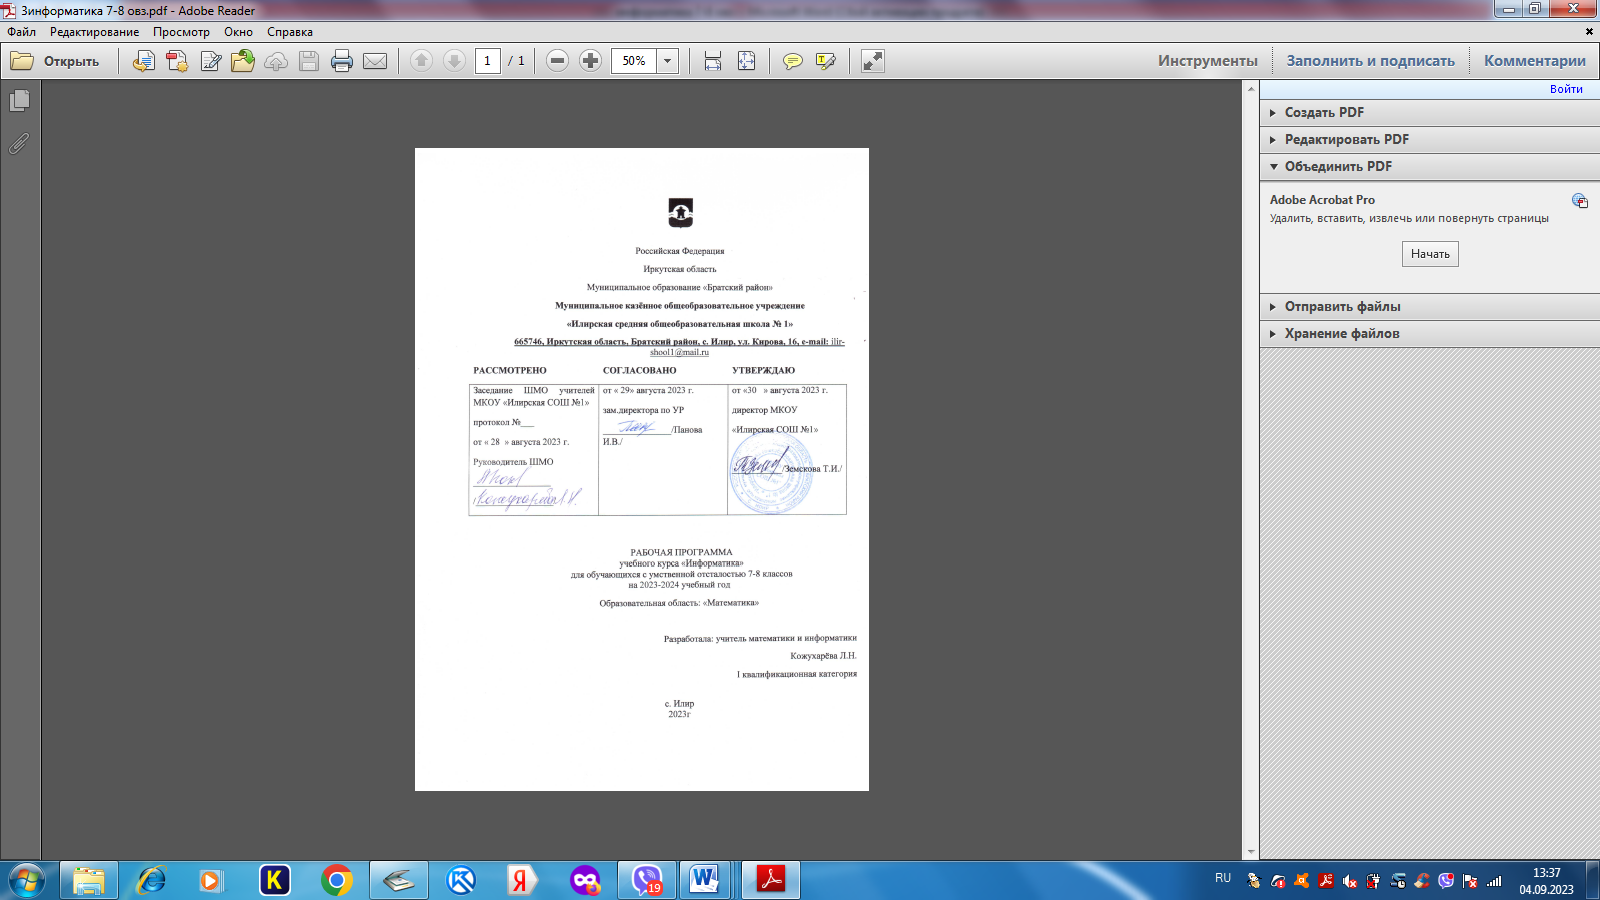 3информатика 7-8 овз.pdf - Adobe Reader
Файл Редактирование Просмотр Окно Справка
Открыть 1 / 1 50% Инструменты Заполнить и подписать Комментарии
Войти
Создать PDF
Редактировать PDF
Объединить PDF
Adobe Acrobat Pro
Удалить, вставить, извлечь или повернуть страницы
Начать
Отправить файлы
Хранение файлов
Российская Федерация
Иркутская область
Муниципальное образование «Братский район»
Муниципальное казённое общеобразовательное учреждение
«Илирская средняя общеобразовательная школа № 1»
665746, Иркутская область, Братский район, с. Илир, ул. Кирова, 16, e-mail: ilir-
shool1@mail.ru
РАССМОТРЕНО
Заседание ШМО учителей
МКОУ «Илирская СОШ №1»
протокол №___
от « 28 » августа 2023 г.
Руководитель ШМО
СОГЛАСОВАНО
от « 29» августа 2023 г.
зам.директора по УР
/Панова
И.В./
УТВЕРЖДАЮ
от «30 » августа 2023 г.
директор МКОУ
«Илирская СОШ №1»
/Земскова Т.И./
РАБОЧАЯ ПРОГРАММА
учебного курса «Информатика»
для обучающихся с умственной отсталостью 7-8 классов
на 2023-2024 учебный год
Образовательная область: «Математика»
Разработала: учитель математики и информатики
Кожухарёва Л.Н.
I квалификационная категория
с. Илир
2023г
19
RU
13:37
04.09.2023